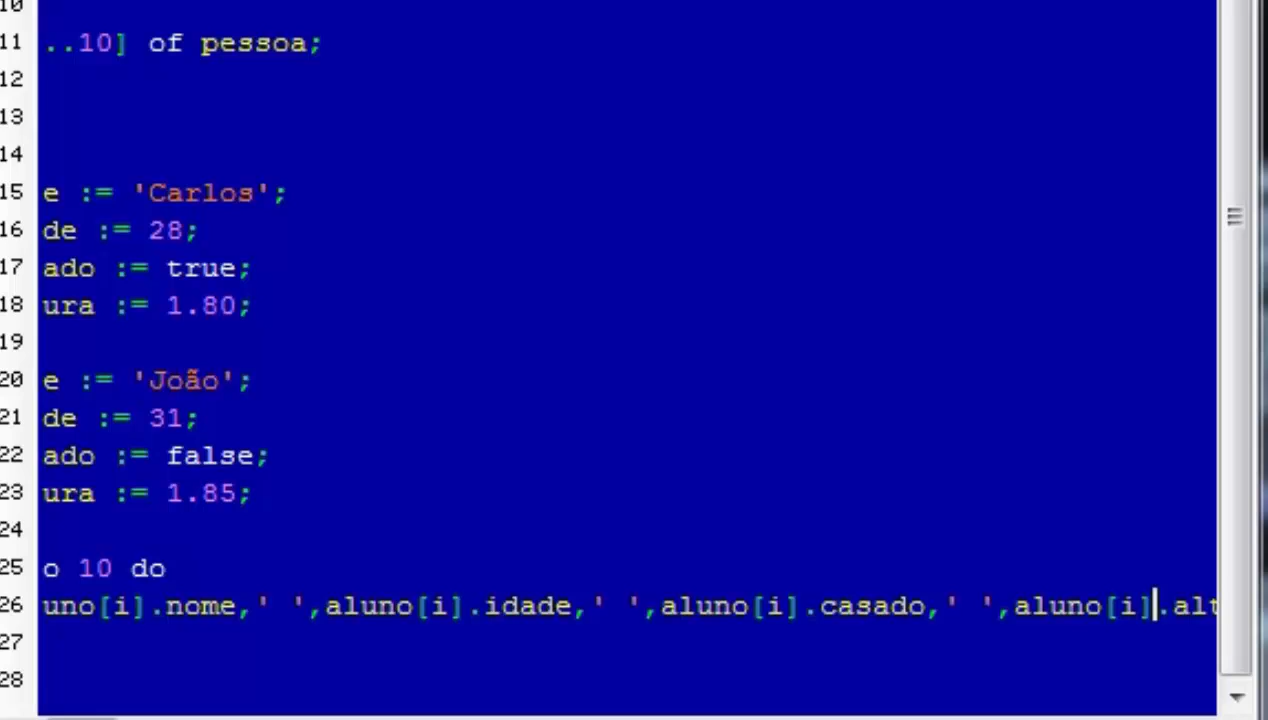 10
11 ..10] of pessoa;
12
13
14
15 e := 'Carlos';
16 de := 28;
17 ado := true;
18 ura := 1.80;
19
20 e := 'João';
21 de := 31;
22 ado := false;
23 ura := 1.85;
24
25 o 10 do
26 uno[i].nome,' ',aluno[i].idade,' ',aluno[i].casado,' ',aluno[i].alt
27
28